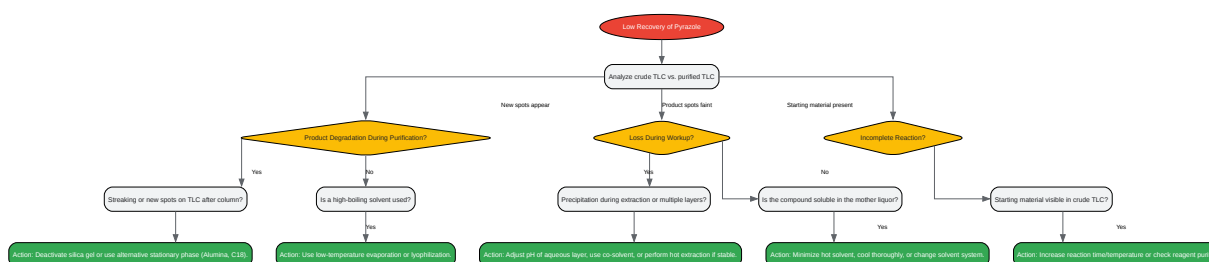 Low Recovery of Pyrazole
Analyze crude TLC vs. purified TLC
New spots appear
Product spots faint
Starting material present
Product Degradation During Purification?
Loss During Workup?
Incomplete Reaction?
Yes
No
Yes
No
Streaking or new spots on TLC after column?
Is a high-boiling solvent used?
Precipitation during extraction or multiple layers?
Is the compound soluble in the mother liquor?
Starting material visible in crude TLC?
Yes
Yes
Yes
Action: Deactivate silica gel or use alternative stationary phase (Alumina, C18).
Action: Use low-temperature evaporation or lyophilization.
Action: Adjust pH of aqueous layer, use co-solvent, or perform hot extraction if stable.
Action: Minimize hot solvent, cool thoroughly, or change solvent system.
Action: Increase reaction time/temperature or check reagent